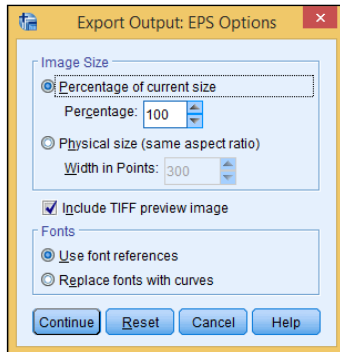 Export Output: EPS Options
Image Size
Percentage of current size
Percentage: 100
Physical size (same aspect ratio)
Width in Points: 300
Include TIFF preview image
Fonts
Use font references
Replace fonts with curves
Continue Reset Cancel Help